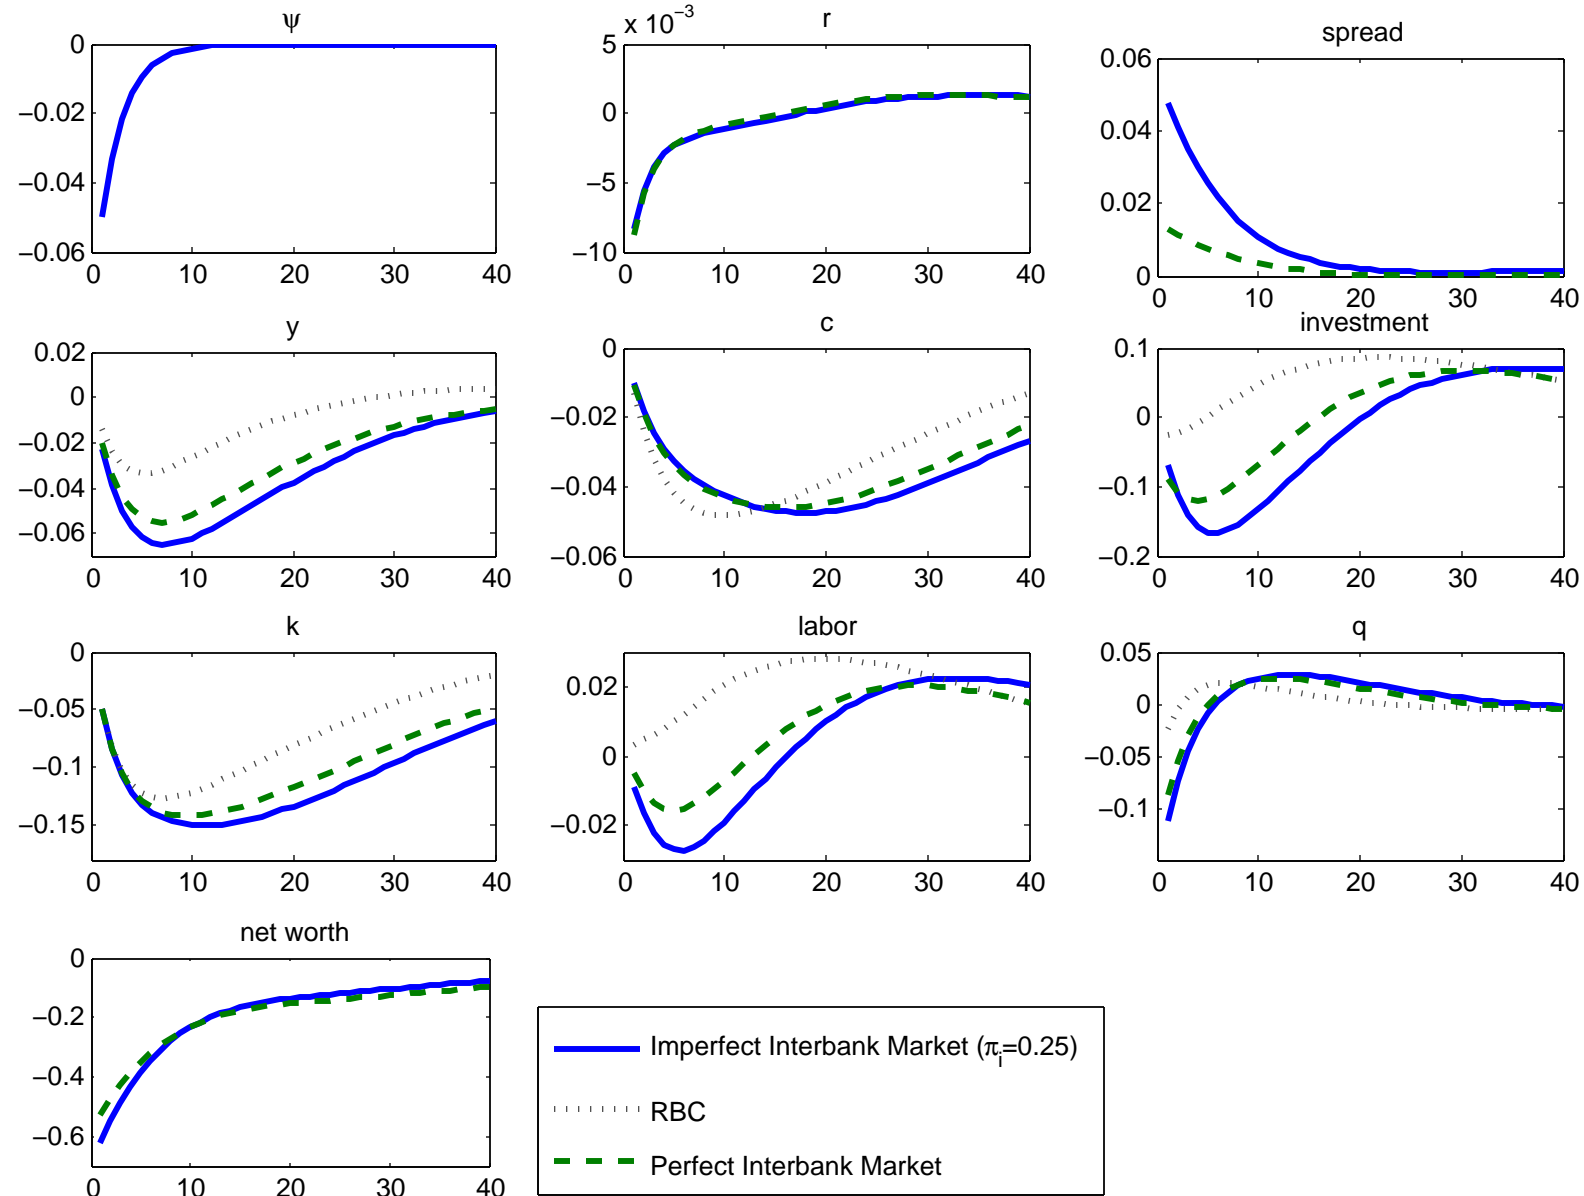 ψ
0
−0.02
−0.04
−0.06
0 10 20 30 40
r
x 10−3
5
0
−5
−10
0 10 20 30 40
spread
0.06
0.04
0.02
0
0 10 20 30 40
y
0.02
0
−0.02
−0.04
−0.06
0 10 20 30 40
c
0
−0.02
−0.04
−0.06
0 10 20 30 40
investment
0.1
0
−0.1
−0.2
0 10 20 30 40
k
0
−0.05
−0.1
−0.15
0 10 20 30 40
labor
0.02
0
−0.02
0 10 20 30 40
q
0.05
0
−0.05
−0.1
0 10 20 30 40
net worth
0
−0.2
−0.4
−0.6
0 10 20 30 40
Imperfect Interbank Market (πi=0.25)
RBC
Perfect Interbank Market